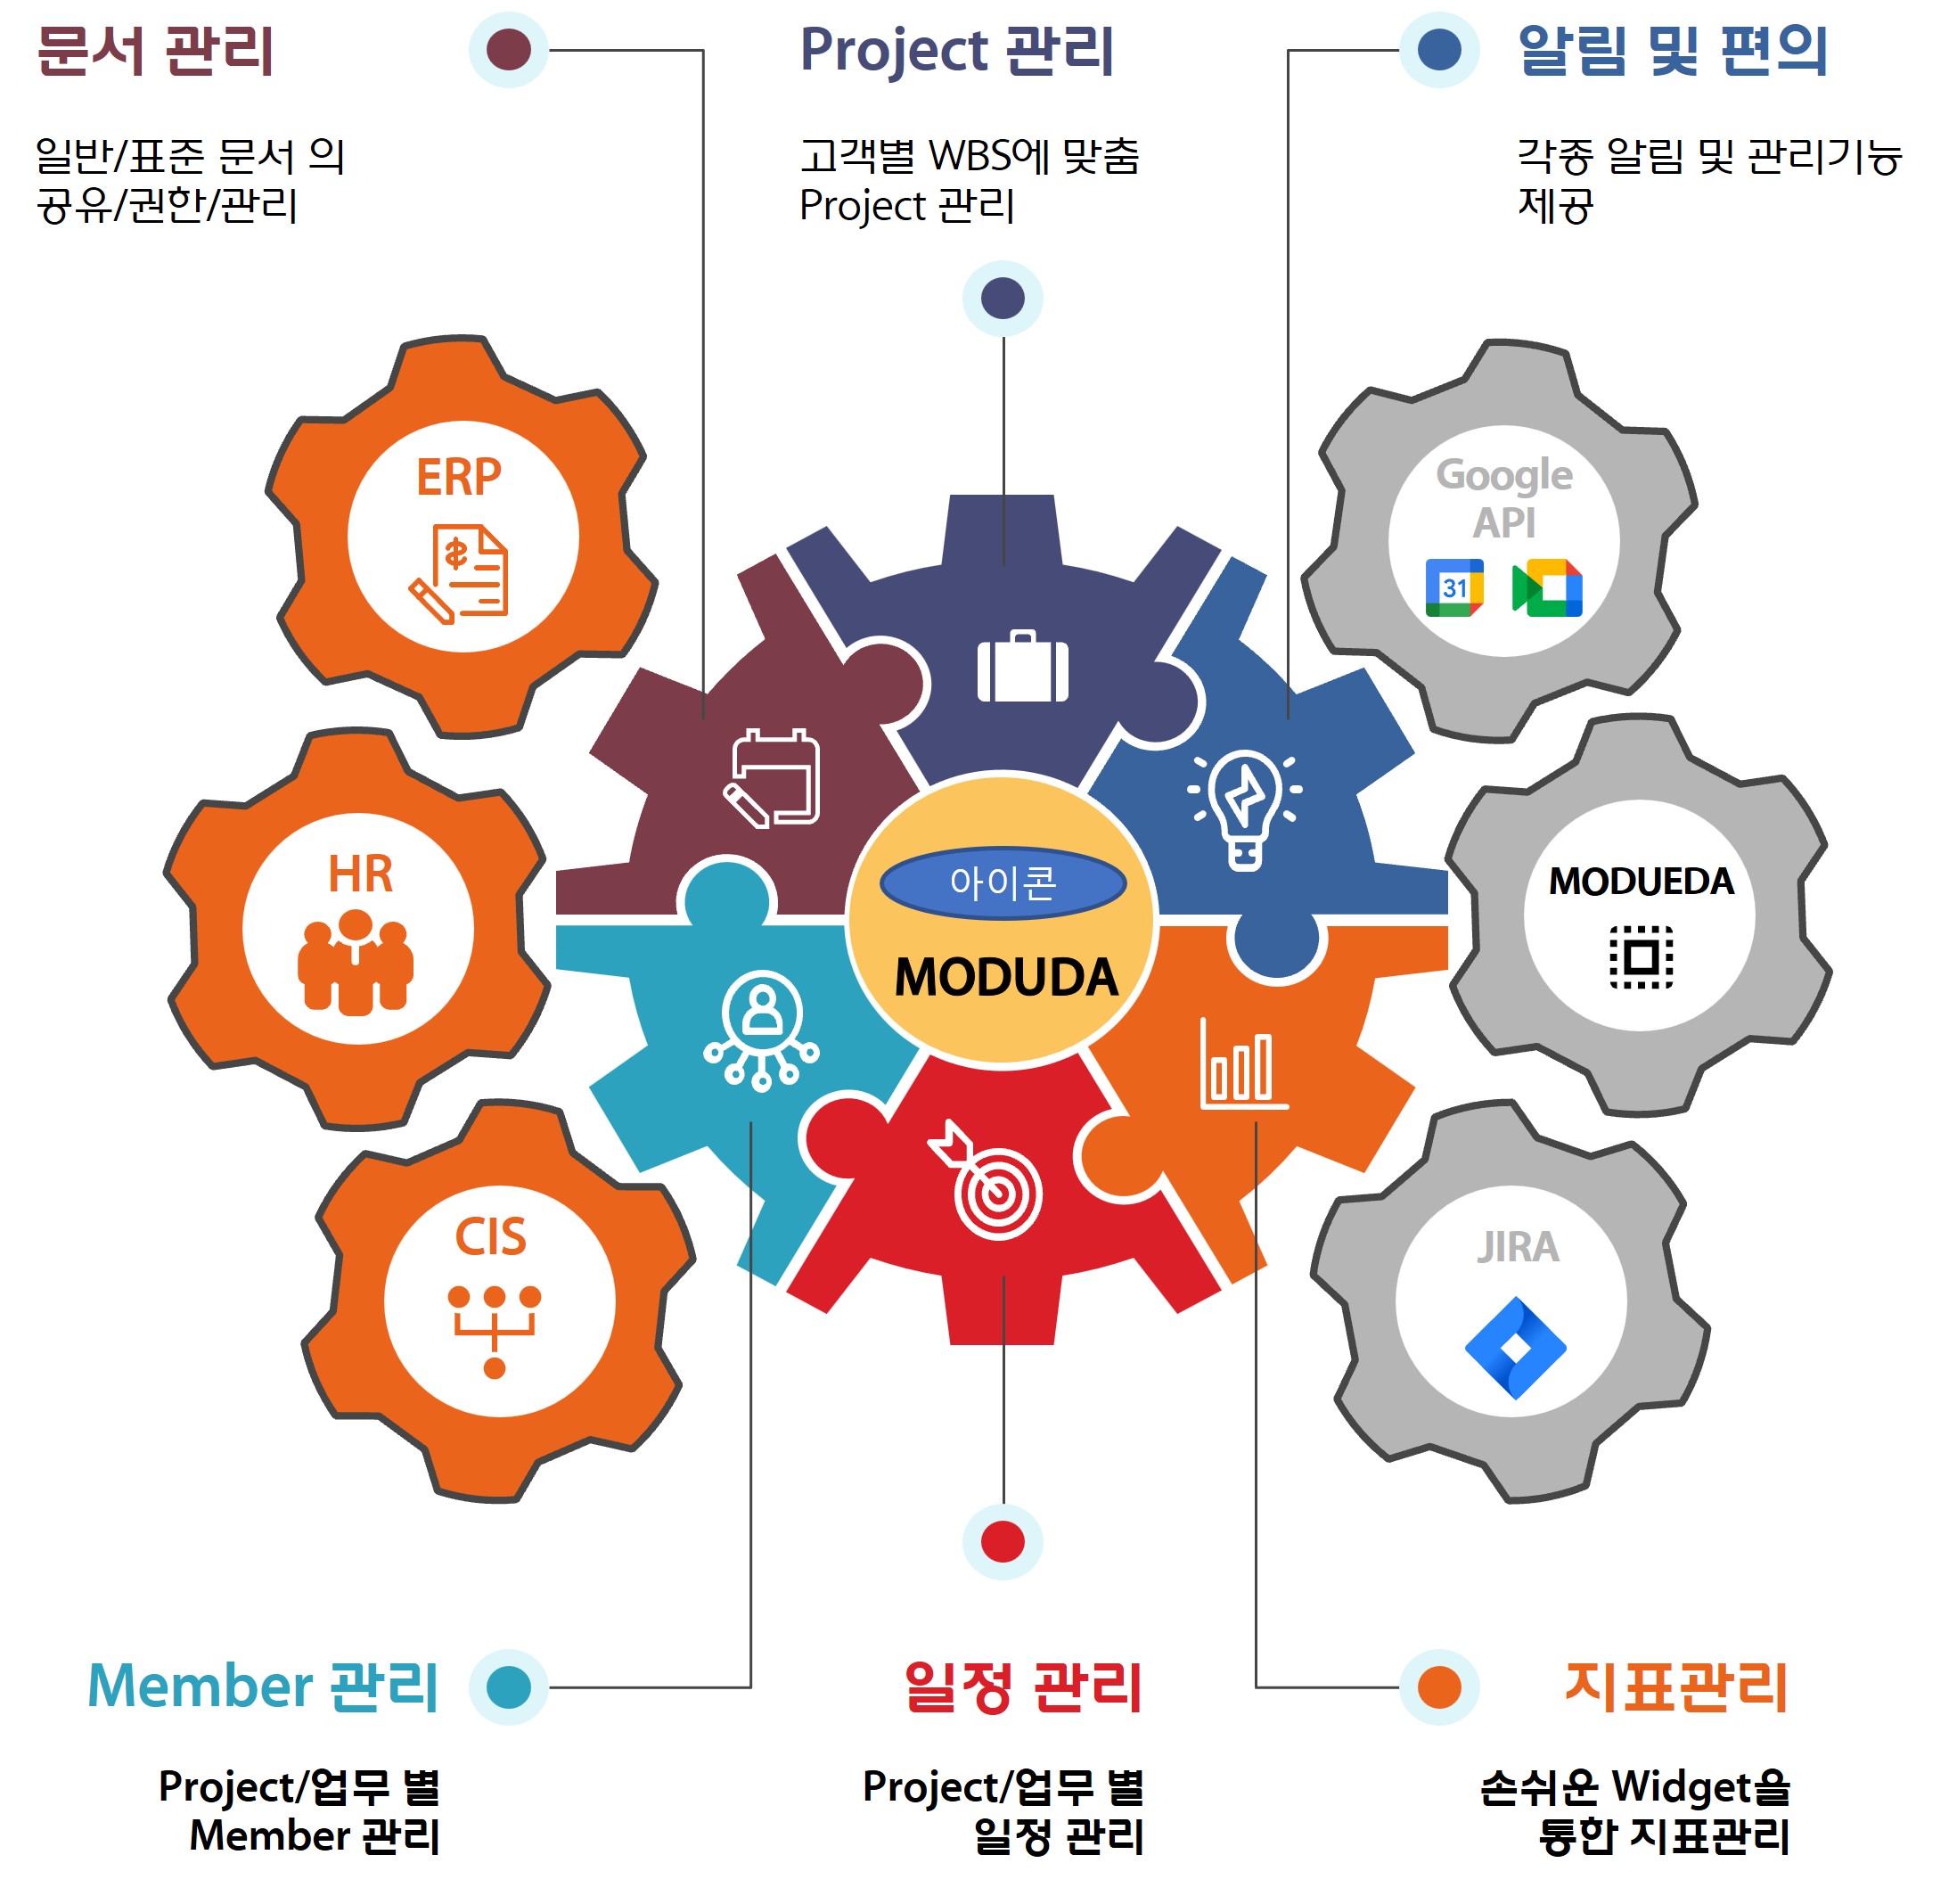 문서 관리
일반/표준 문서 의
공유/권한/관리
Project 관리
고객별 WBS에 맞춤
Project 관리
알림 및 편의
각종 알림 및 관리기능
제공
ERP
HR
CIS
Google
API
31
MODUEDA
JIRA
아이콘
MODUDA
Member 관리
Project/업무 별
Member 관리
일정 관리
Project/업무 별
일정 관리
지표관리
손쉬운 Widget을
통한 지표관리